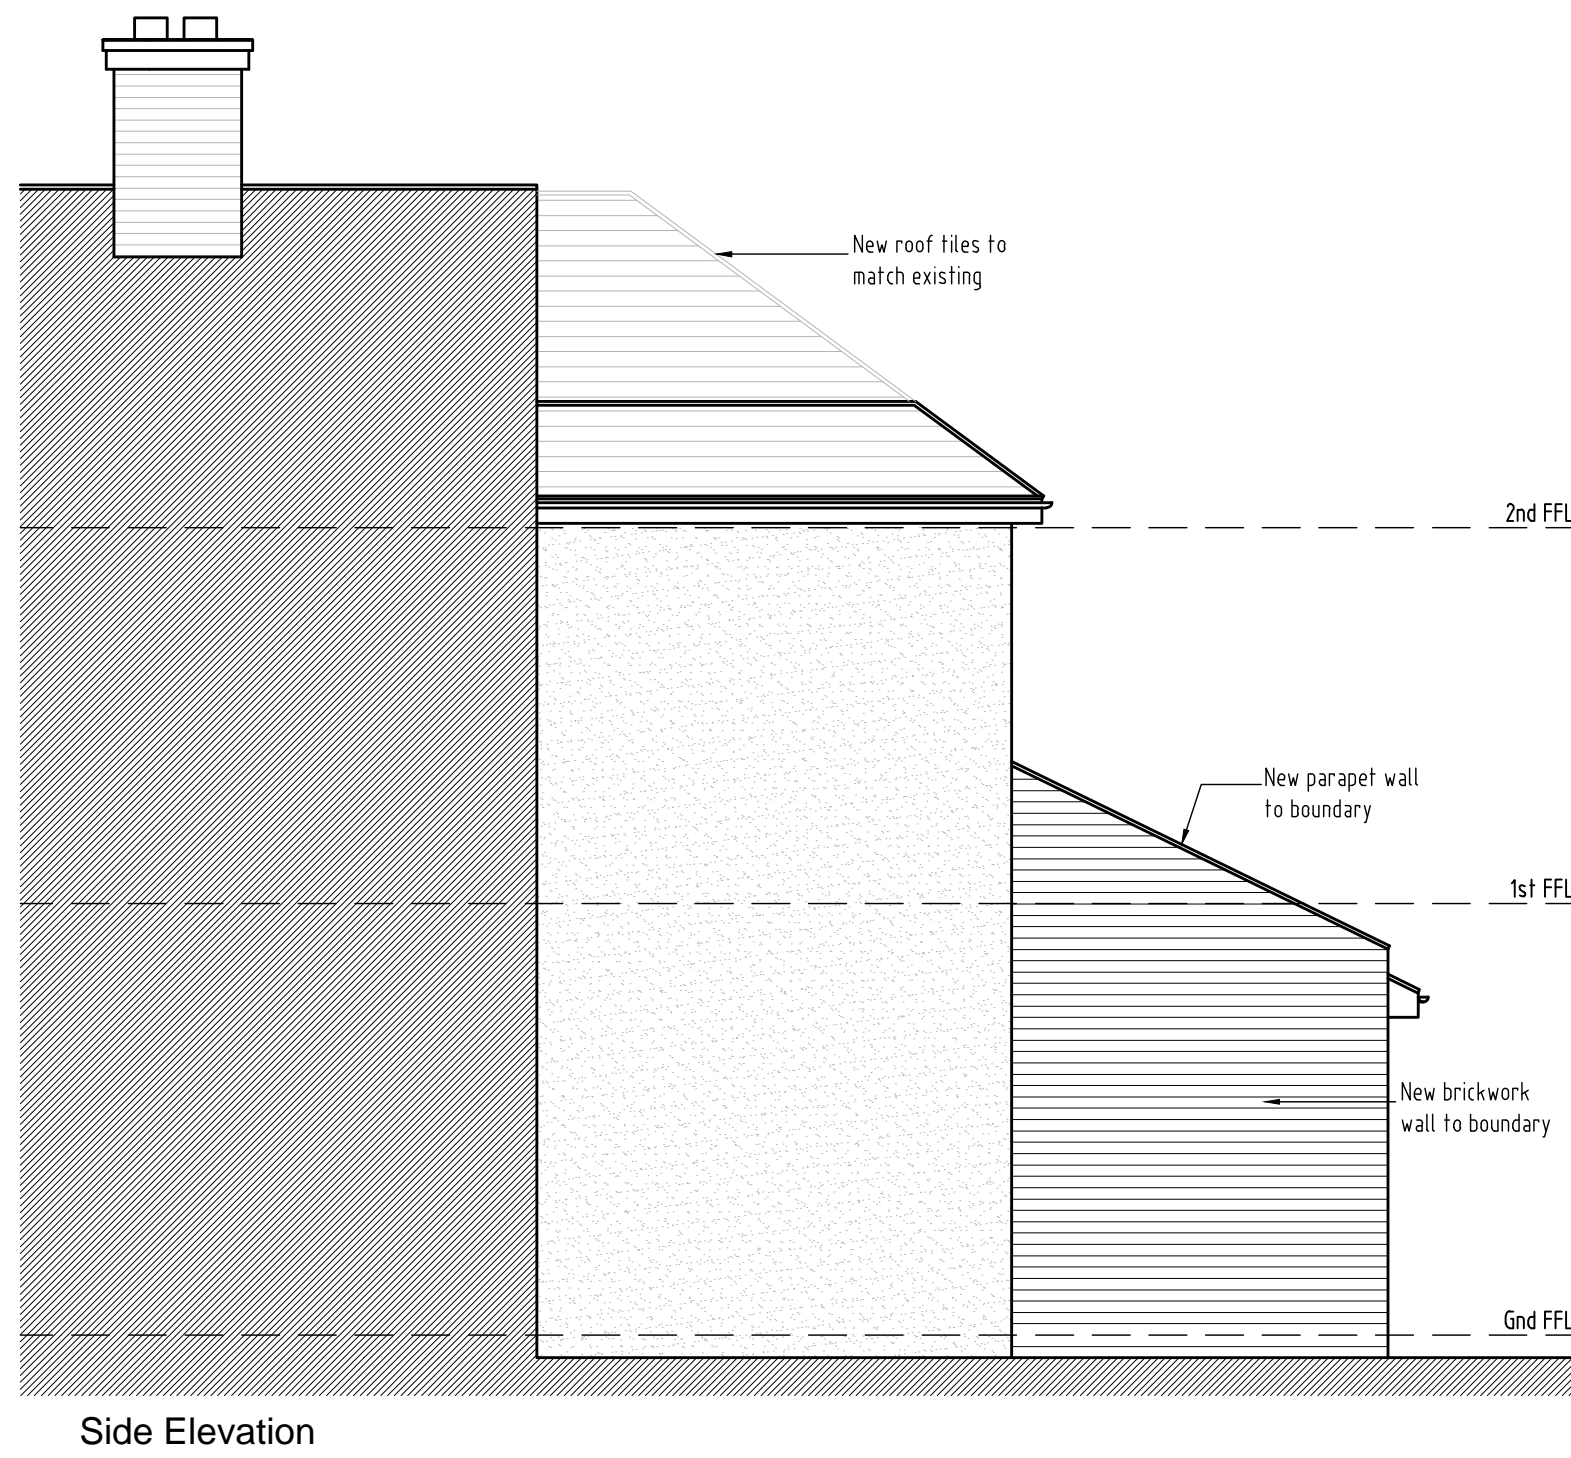 New roof tiles to
match existing
2nd FFL
New parapet wall
to boundary
1st FFL
New brickwork
wall to boundary
Gnd FFL
Side Elevation